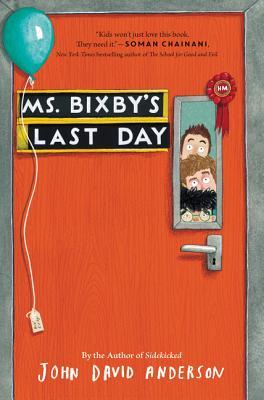 "Kids won't just love this book.
They need it."—SOMAN CHAINANI,
New York Times bestselling author of The School for Good and Evil
HM
MS. BIXBY'S
LAST DAY
By the Author of Sidekicked
JOHN DAVID ANDERSON